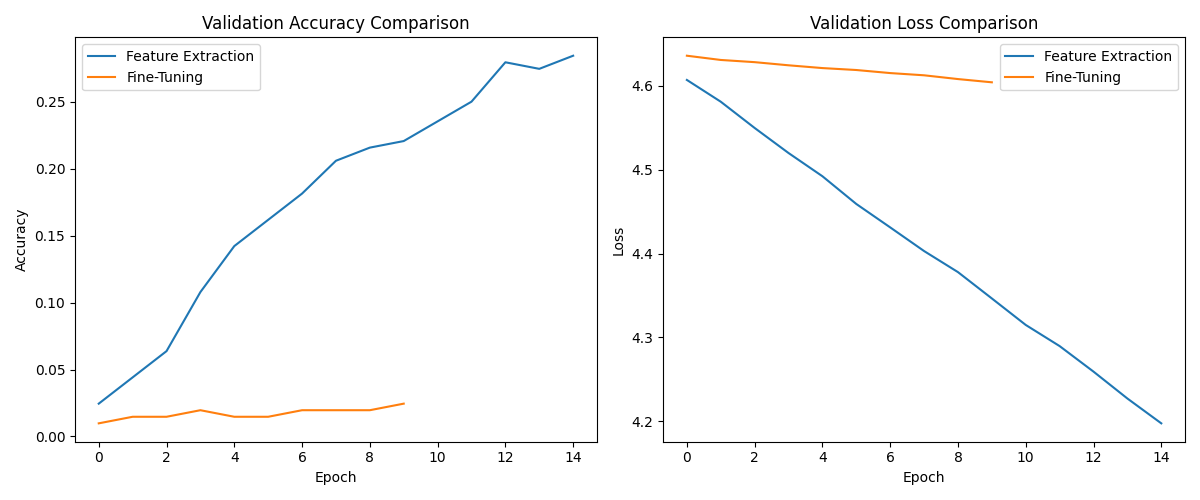 Validation Accuracy Comparison
Feature Extraction
Fine-Tuning
0.25
0.20
0.15
0.10
0.05
0.00
Accuracy
0 2 4 6 8 10 12 14
Epoch
Validation Loss Comparison
Feature Extraction
Fine-Tuning
4.6
4.5
4.4
4.3
4.2
Loss
0 2 4 6 8 10 12 14
Epoch